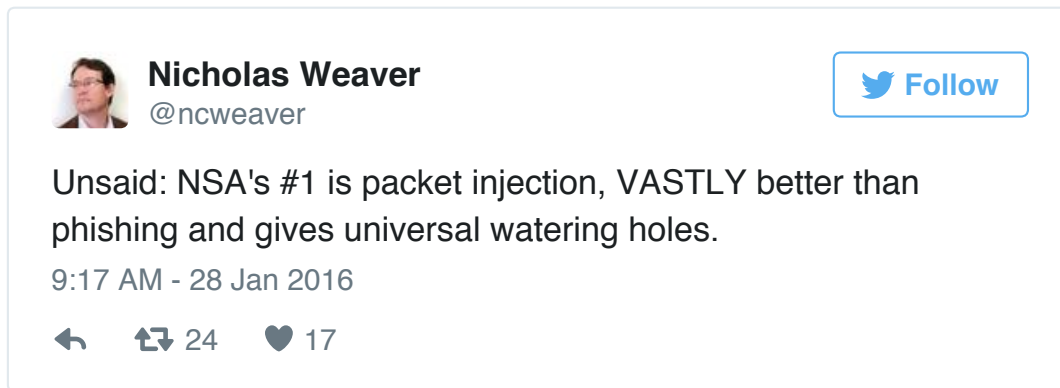 Nicholas Weaver
@ncweaver
Follow
Unsaid: NSA's #1 is packet injection, VASTLY better than
phishing and gives universal watering holes.
9:17 AM - 28 Jan 2016
24 17